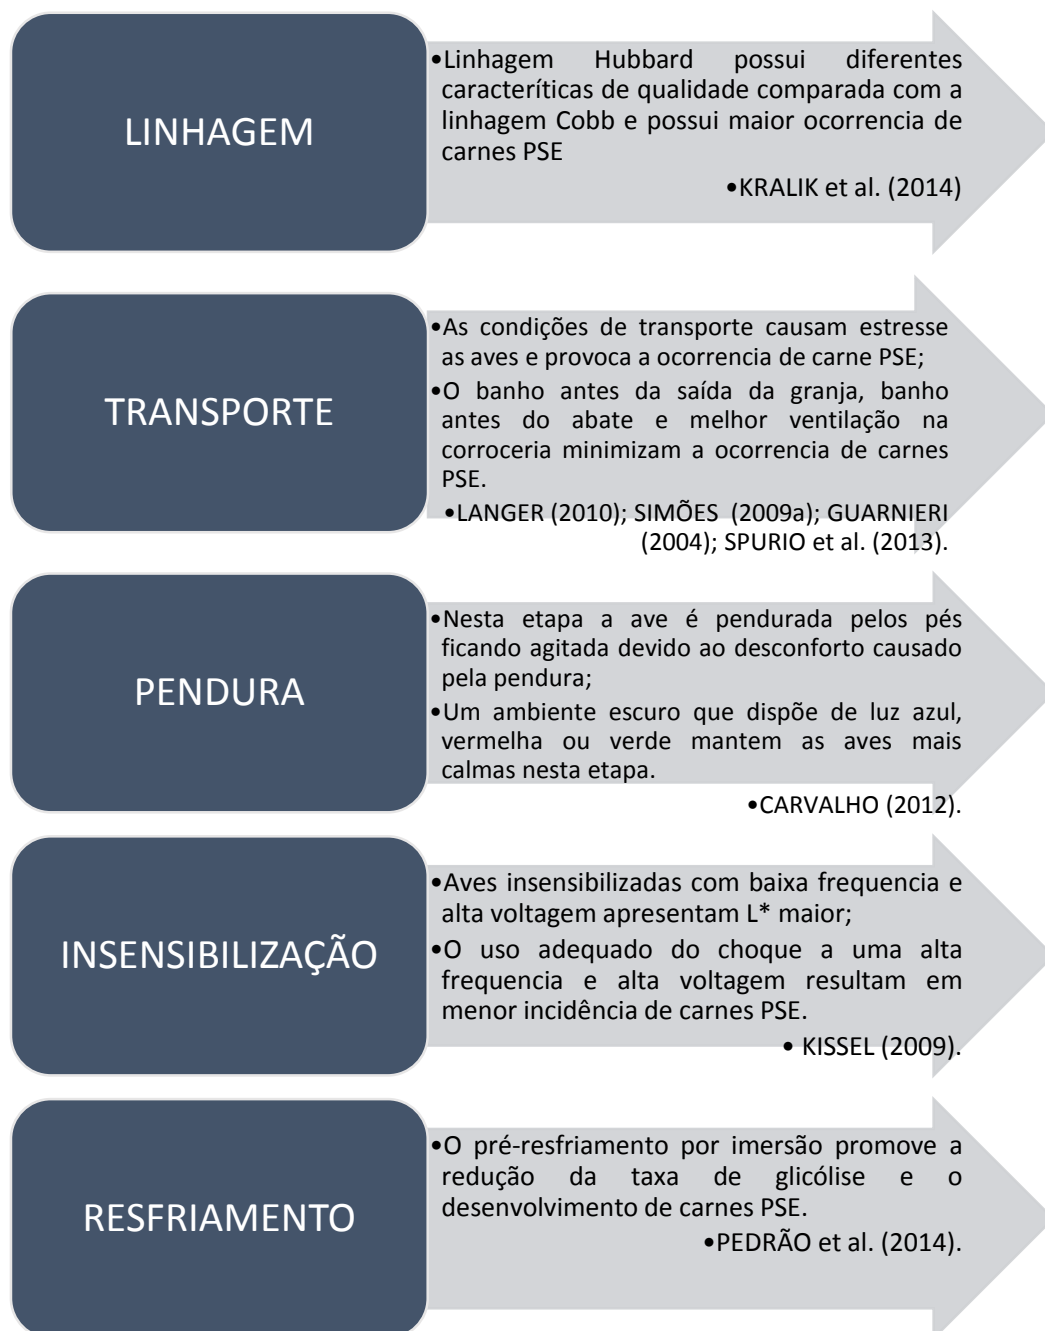 LINHAGEM
•Linhagem Hubbard possui diferentes
caracteríticas de qualidade comparada com a
linhagem Cobb e possui maior ocorrencia de
carnes PSE
•KRALIK et al. (2014)
TRANSPORTE
•As condições de transporte causam estresse
as aves e provoca a ocorrencia de carne PSE;
•O banho antes da saída da granja, banho
antes do abate e melhor ventilação na
corroceria minimizam a ocorrencia de carnes
PSE.
•LANGER (2010); SIMÕES (2009a); GUARNIERI
(2004); SPURIO et al. (2013).
PENDURA
•Nesta etapa a ave é pendurada pelos pés
ficando agitada devido ao desconforto causado
pela pendura;
•Um ambiente escuro que dispõe de luz azul,
vermelha ou verde mantem as aves mais
calmas nesta etapa.
•CARVALHO (2012).
INSENSIBILIZAÇÃO
•Aves insensibilizadas com baixa frequencia e
alta voltagem apresentam L* maior;
•O uso adequado do choque a uma alta
frequencia e alta voltagem resultam em
menor incidência de carnes PSE.
• KISSEL (2009).
RESFRIAMENTO
•O pré-resfriamento por imersão promove a
redução da taxa de glicólise e o
desenvolvimento de carnes PSE.
•PEDRÃO et al. (2014).